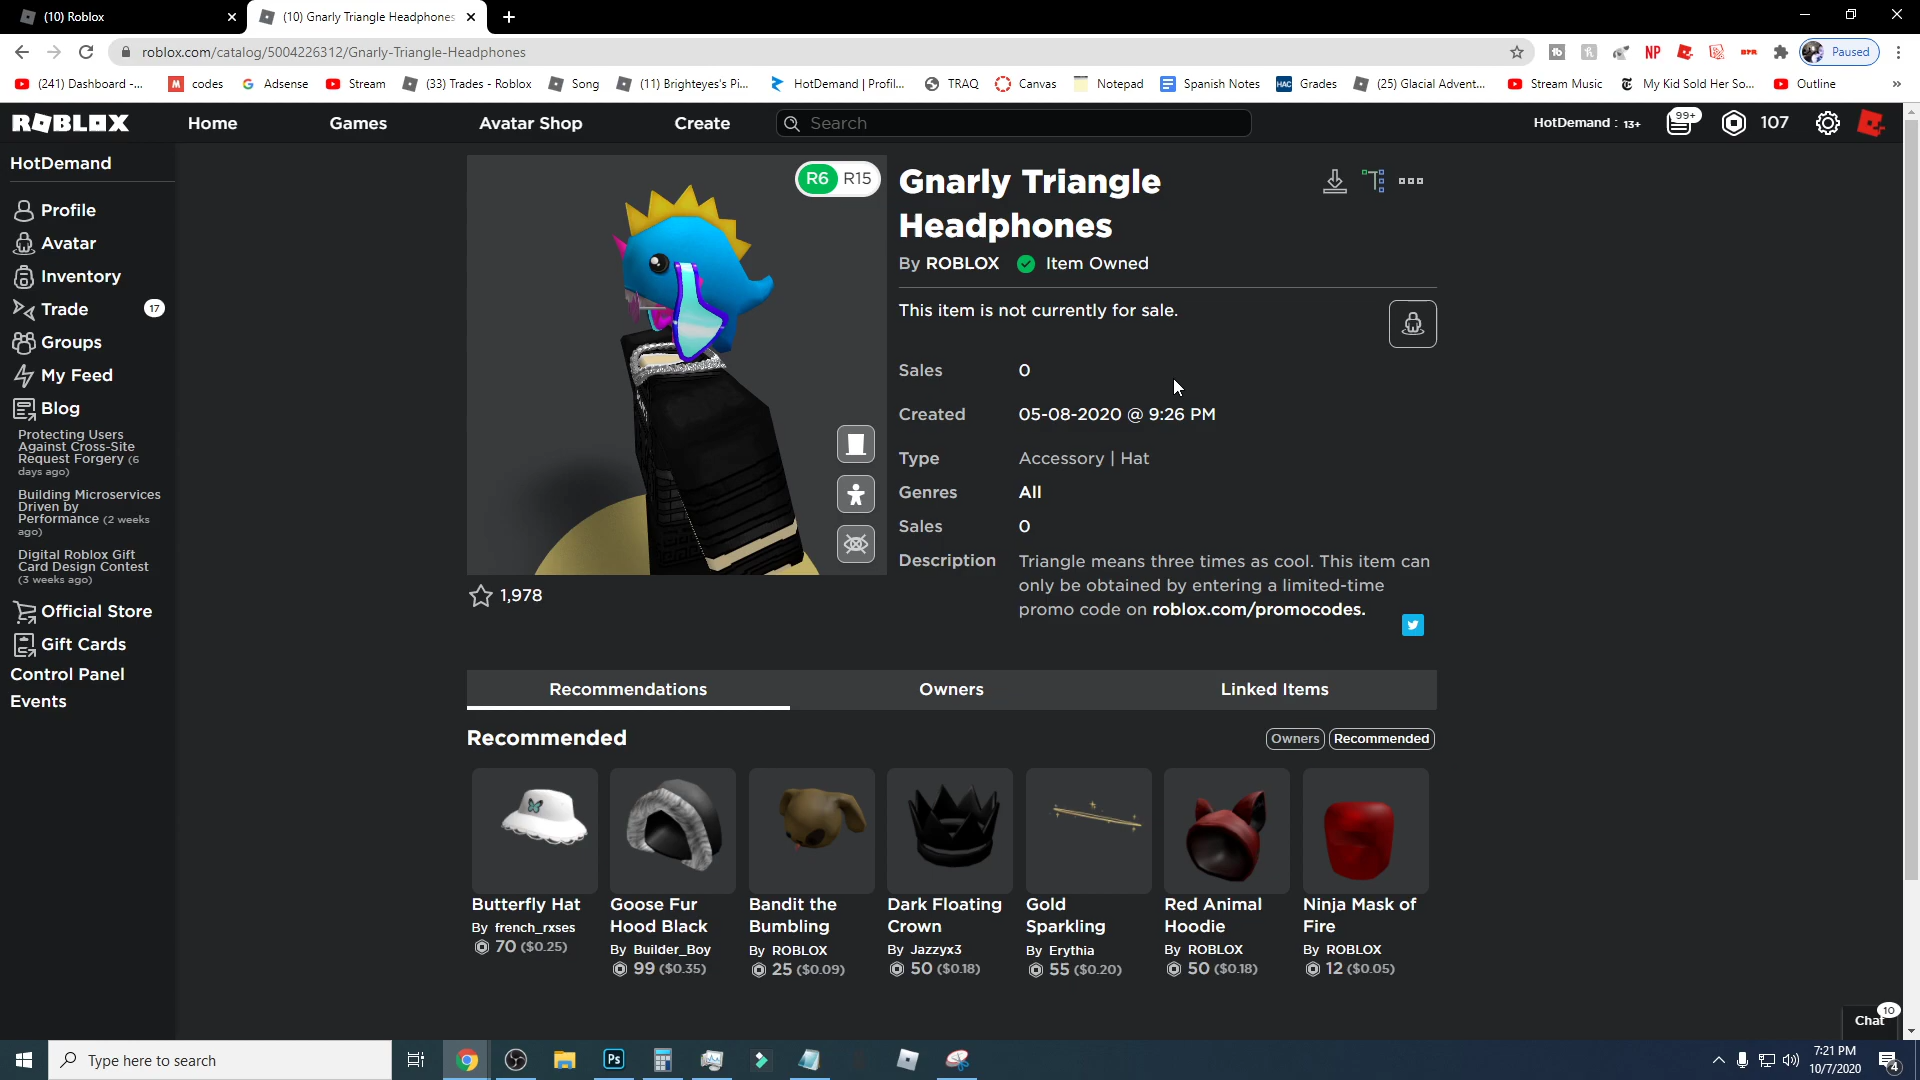 (10) Roblox
(10) Gnarly Triangle Headphones
roblox.com/catalog/5004226312/Gnarly-Triangle-Headphones
NP
Paused
(241) Dashboard -...
codes
Adsense
Stream
(33) Trades - Roblox
Song
(11) Brighteyes's Pi...
HotDemand | Profil...
TRAQ
Canvas
Notepad
Spanish Notes
HAC
Grades
(25) Glacial Advent...
Stream Music
My Kid Sold Her So...
Outline
»
ROBLOX
Home
Games
Avatar Shop
Create
Search
HotDemand : 13+
99+
107
HotDemand
Profile
Avatar
Inventory
Trade
17
Groups
My Feed
Blog
Protecting Users
Against Cross-Site
Request Forgery (6
days ago)
Building Microservices
Driven by
Performance (2 weeks
ago)
Digital Roblox Gift
Card Design Contest
(3 weeks ago)
Official Store
Gift Cards
Control Panel
Events
R6 R15
1,978
Gnarly Triangle
Headphones
By ROBLOX Item Owned
This item is not currently for sale.
Sales 0
Created 05-08-2020 @ 9:26 PM
Type Accessory | Hat
Genres All
Sales 0
Description Triangle means three times as cool. This item can
only be obtained by entering a limited-time
promo code on roblox.com/promocodes.
Recommendations
Owners
Linked Items
Recommended
Owners
Recommended
Butterfly Hat
By french_rxses
70 ($0.25)
Goose Fur
Hood Black
By Builder_Boy
99 ($0.35)
Bandit the
Bumbling
By ROBLOX
25 ($0.09)
Dark Floating
Crown
By Jazzyx3
50 ($0.18)
Gold
Sparkling
By Erythia
55 ($0.20)
Red Animal
Hoodie
By ROBLOX
50 ($0.18)
Ninja Mask of
Fire
By ROBLOX
12 ($0.05)
Chat
10
Type here to search
Ps
7:21 PM
10/7/2020
4